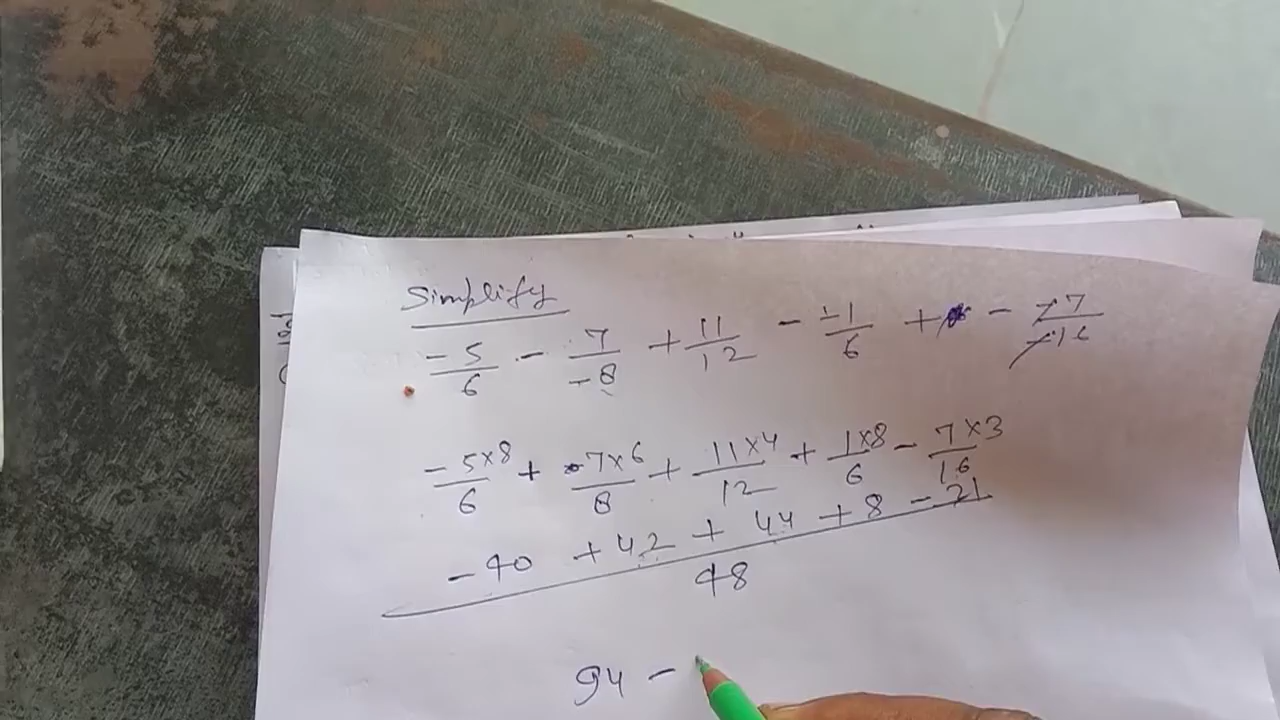 Simplify
-5/6 - 7/-8 + 11/12 - -1/6 + - -7/-16
-5×8/6 + 7×6/8 + 11×4/12 + 1×8/6 - 7×3/16
-40 + 42 + 44 + 8 - 21
48
94 -